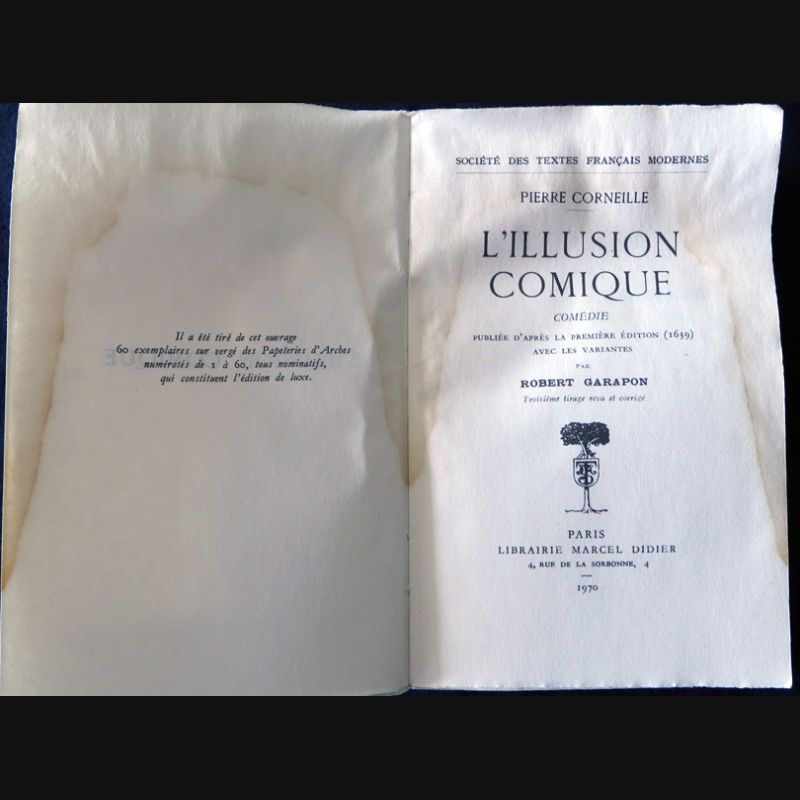 Il a été tiré de cet ouvrage
60 exemplaires sur vergé des Papeteries d'Arches
numérotés de 1 à 60, tous nominatifs,
qui constituent l'édition de luxe.
SOCIÉTÉ DES TEXTES FRANÇAIS MODERNES
PIERRE CORNEILLE
L'ILLUSION
COMIQUE
COMÉDIE
PUBLIÉE D'APRÈS LA PREMIÈRE ÉDITION (1639)
AVEC LES VARIANTES
PAR
ROBERT GARAPON
Troisième tirage revu et corrigé
PARIS
LIBRAIRIE MARCEL DIDIER
4, RUE DE LA SORBONNE, 4
1970